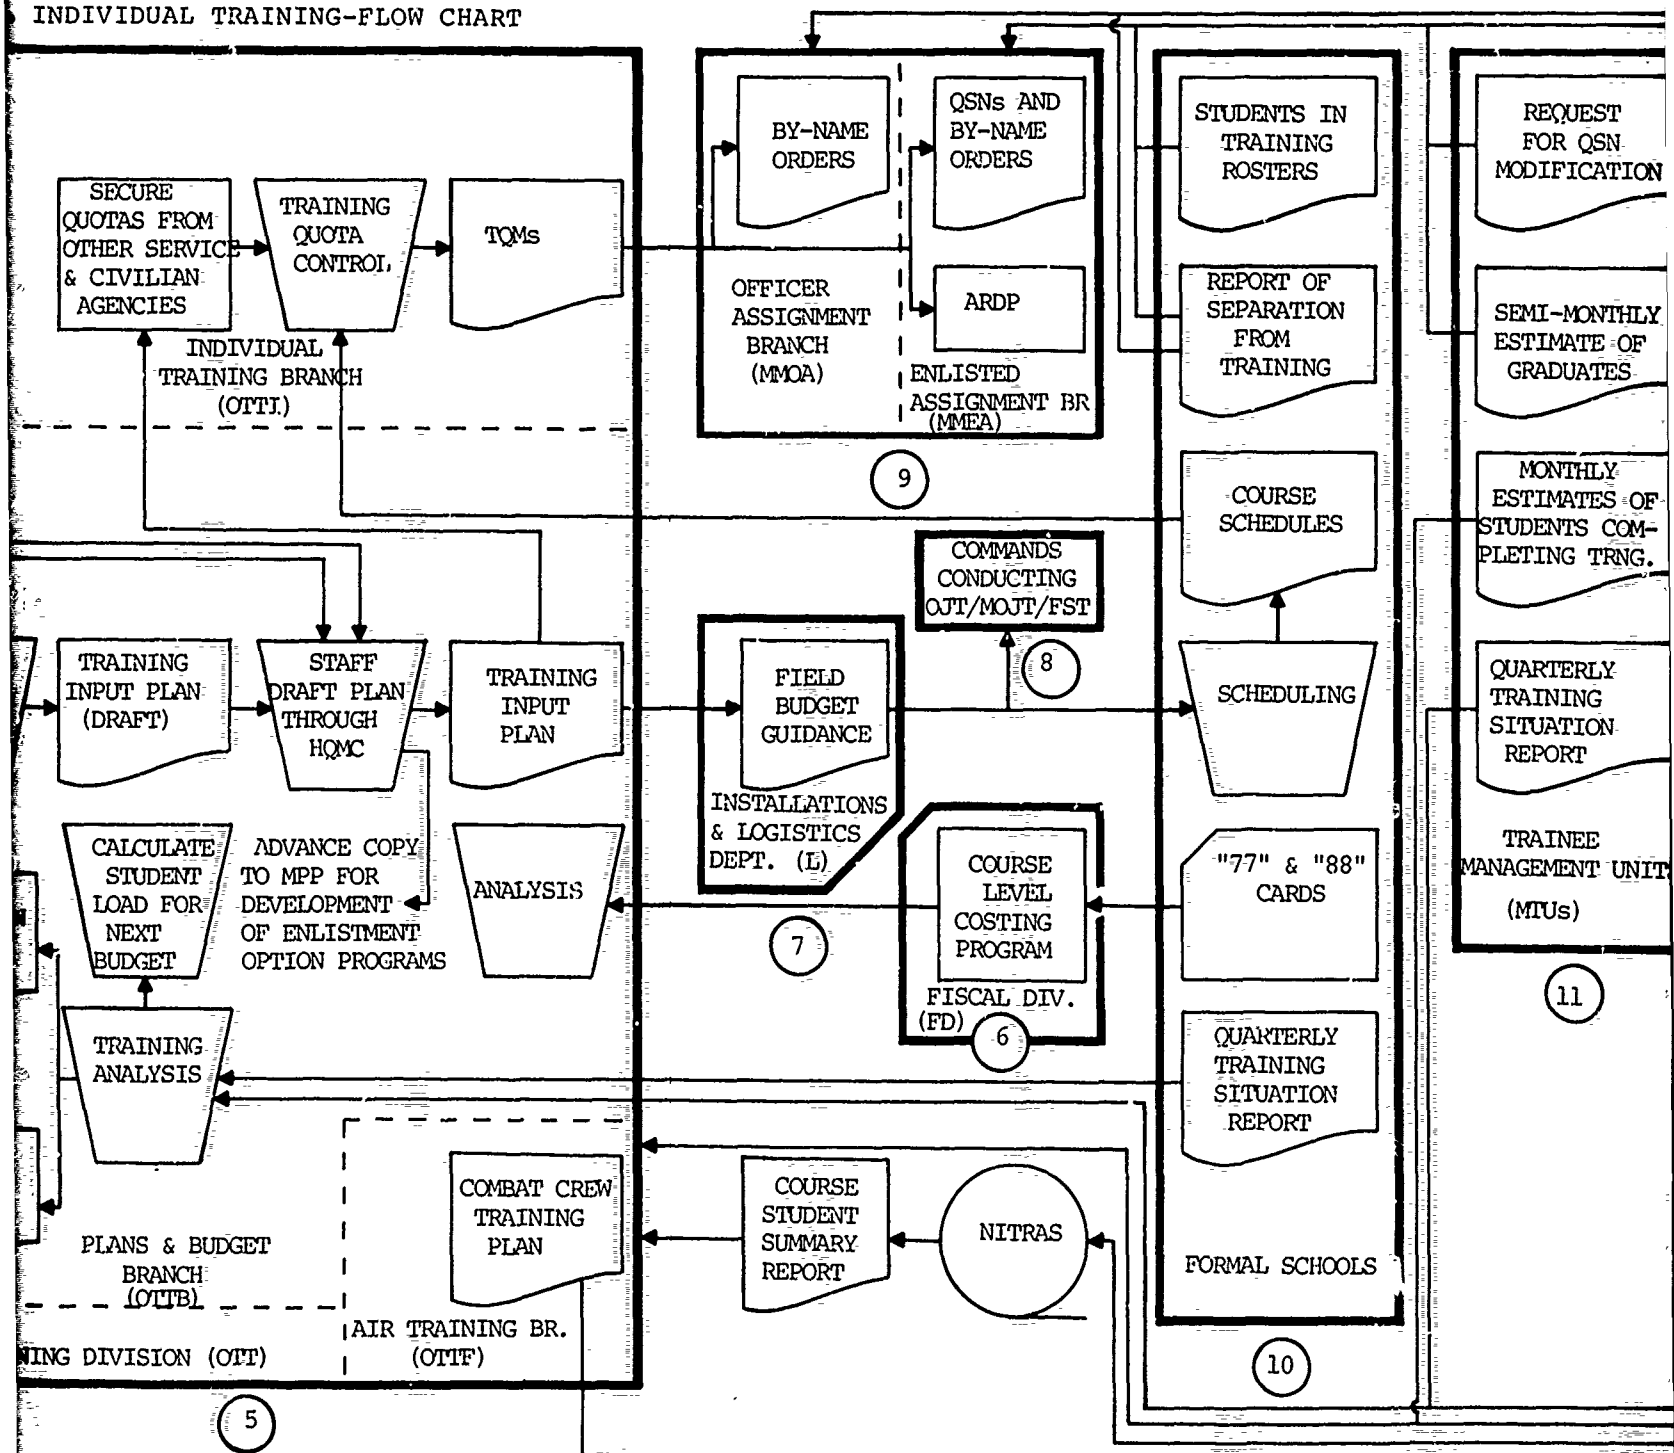 INDIVIDUAL TRAINING-FLOW CHART
SECURE
QUOTAS FROM
OTHER SERVICE
& CIVILIAN
AGENCIES
TRAINING
QUOTA
CONTROL
TQMs
INDIVIDUAL
TRAINING BRANCH
(OTTI)
BY-NAME
ORDERS
OFFICER
ASSIGNMENT
BRANCH
(MMOA)
QSNs AND
BY-NAME
ORDERS
ARDP
ENLISTED
ASSIGNMENT BR
(MMEA)
9
STUDENTS IN
TRAINING
ROSTERS
REPORT OF
SEPARATION
FROM
TRAINING
COURSE
SCHEDULES
SCHEDULING
"77" & "88"
CARDS
QUARTERLY
TRAINING
SITUATION
REPORT
FORMAL SCHOOLS
10
REQUEST
FOR QSN
MODIFICATION
SEMI-MONTHLY
ESTIMATE OF
GRADUATES
MONTHLY
ESTIMATES OF
STUDENTS COM-
PLETING TRNG.
QUARTERLY
TRAINING
SITUATION
REPORT
TRAINEE
MANAGEMENT UNIT
(MTUs)
11
COMMANDS
CONDUCTING
OJT/MOJT/FST
8
TRAINING
INPUT PLAN
(DRAFT)
STAFF
DRAFT PLAN
THROUGH
HQMC
TRAINING
INPUT
PLAN
FIELD
BUDGET
GUIDANCE
INSTALLATIONS
& LOGISTICS
DEPT. (L)
7
CALCULATE
STUDENT
LOAD FOR
NEXT
BUDGET
ADVANCE COPY
TO MPP FOR
DEVELOPMENT
OF ENLISTMENT
OPTION PROGRAMS
ANALYSIS
COURSE
LEVEL
COSTING
PROGRAM
FISCAL DIV.
(FD)
6
TRAINING
ANALYSIS
PLANS & BUDGET
BRANCH
(OTTB)
COMBAT CREW
TRAINING
PLAN
AIR TRAINING BR.
(OTTF)
COURSE
STUDENT
SUMMARY
REPORT
NITRAS
NING DIVISION (OTT)
5